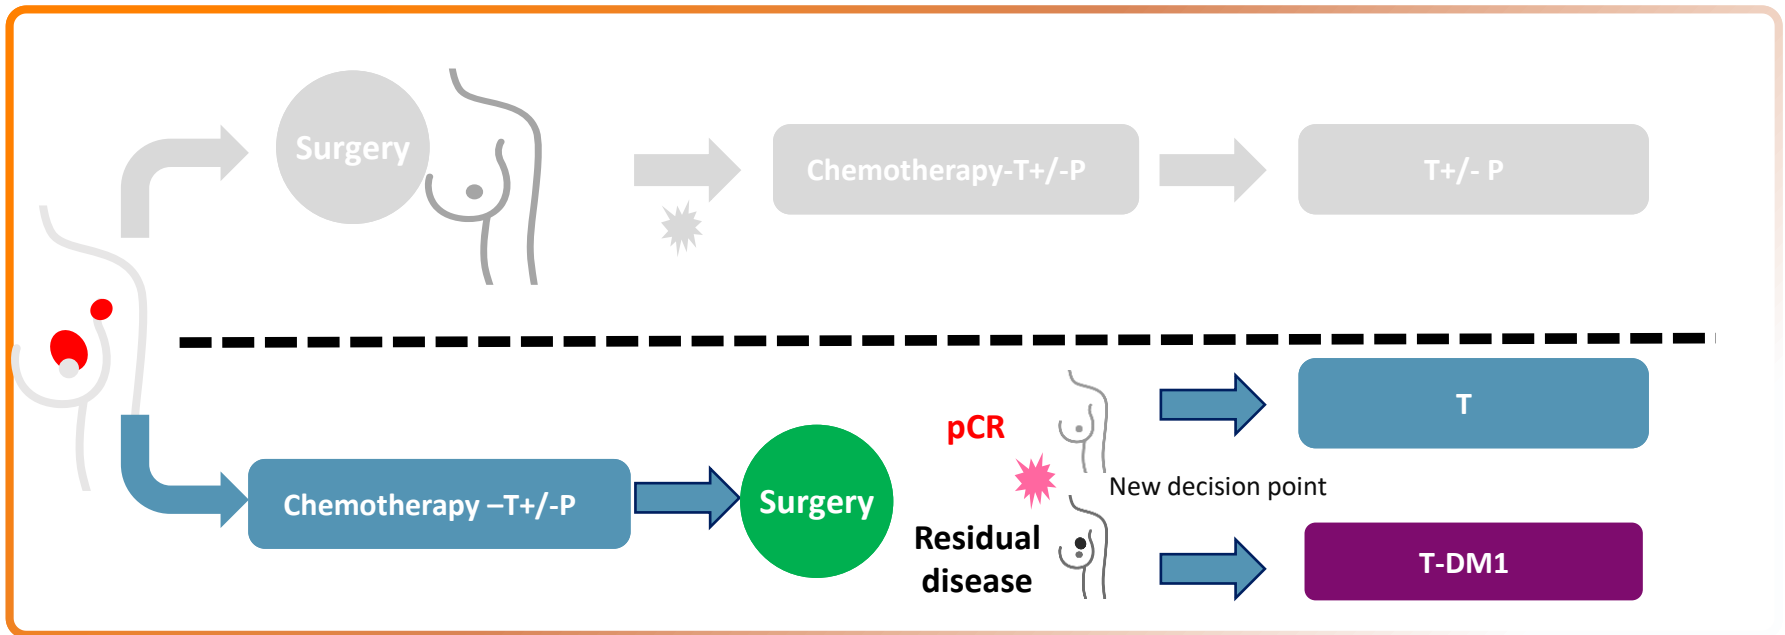 Surgery
Chemotherapy-T+/-P
T+/- P
Chemotherapy –T+/-P
Surgery
pCR
New decision point
Residual
disease
T
T-DM1